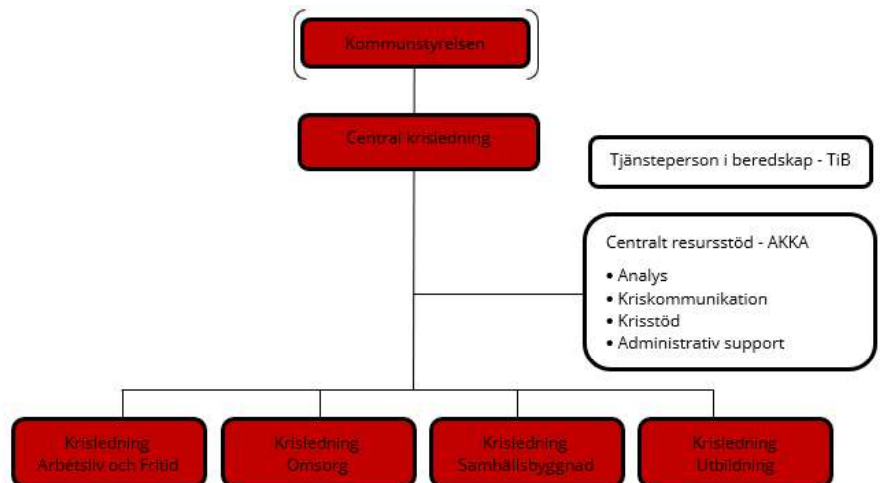 Kommunstyrelsen
Central krisledning
Tjänsteperson i beredskap - TiB
Centralt resursstöd - AKKA
• Analys
• Kriskommunikation
• Krisstöd
• Administrativ support
Krisledning
Arbetsliv och Fritid
Krisledning
Omsorg
Krisledning
Samhällsbyggnad
Krisledning
Utbildning